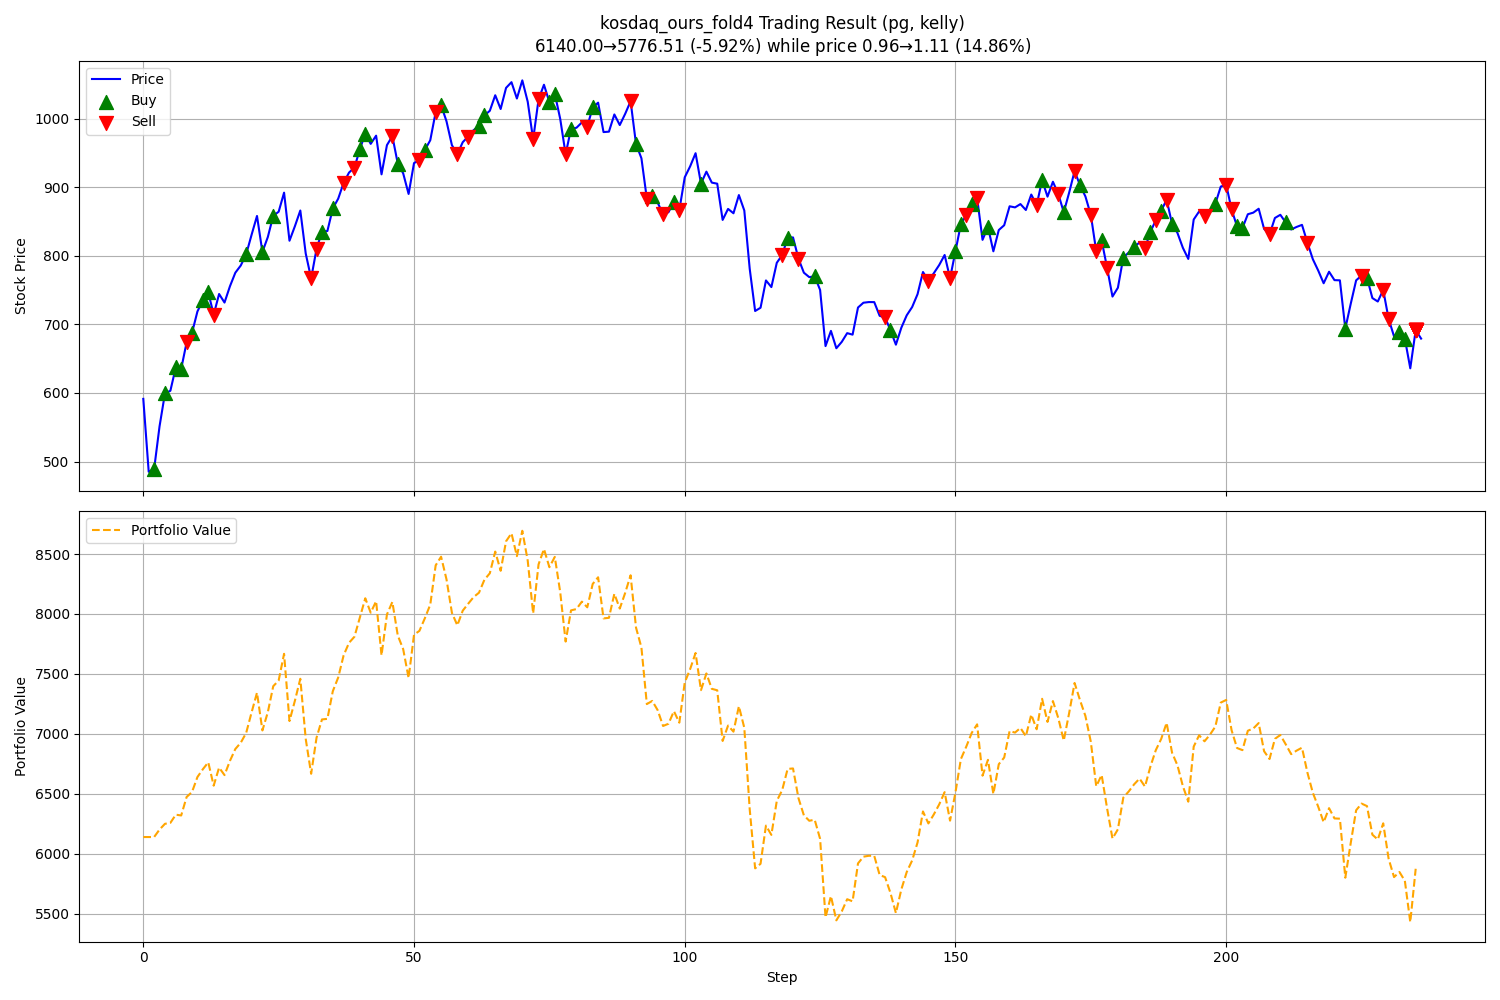 kosdaq_ours_fold4 Trading Result (pg, kelly)
6140.00→5776.51 (-5.92%) while price 0.96→1.11 (14.86%)
Price
Buy
Sell
Stock Price
1000
900
800
700
600
500
Portfolio Value
Portfolio Value
8500
8000
7500
7000
6500
6000
5500
0 50 100 150 200
Step